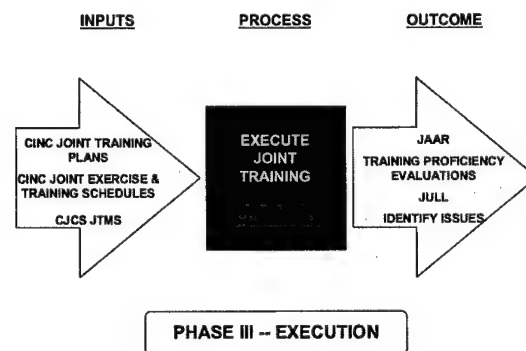 INPUTS
PROCESS
OUTCOME
CINC JOINT TRAINING
PLANS
CINC JOINT EXERCISE &
TRAINING SCHEDULES
CJCS JTMS
EXECUTE
JOINT
TRAINING
JAAR
TRAINING PROFICIENCY
EVALUATIONS
JULL
IDENTIFY ISSUES
PHASE III -- EXECUTION